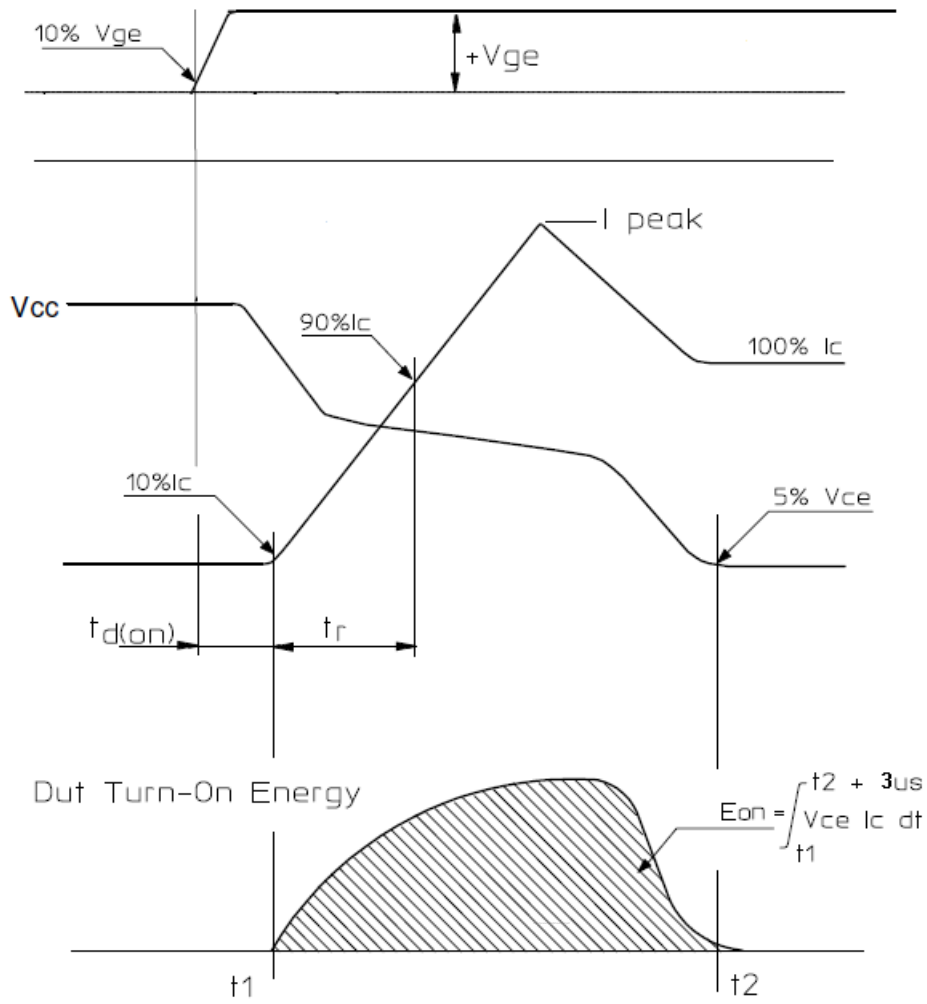 10% Vge
+Vge
I peak
Vcc
90%Ic
100% Ic
10%Ic
5% Vce
td(on)
tr
Dut Turn-On Energy
t2 + 3us
Eon = ∫ Vce Ic dt
t1
t1
t2